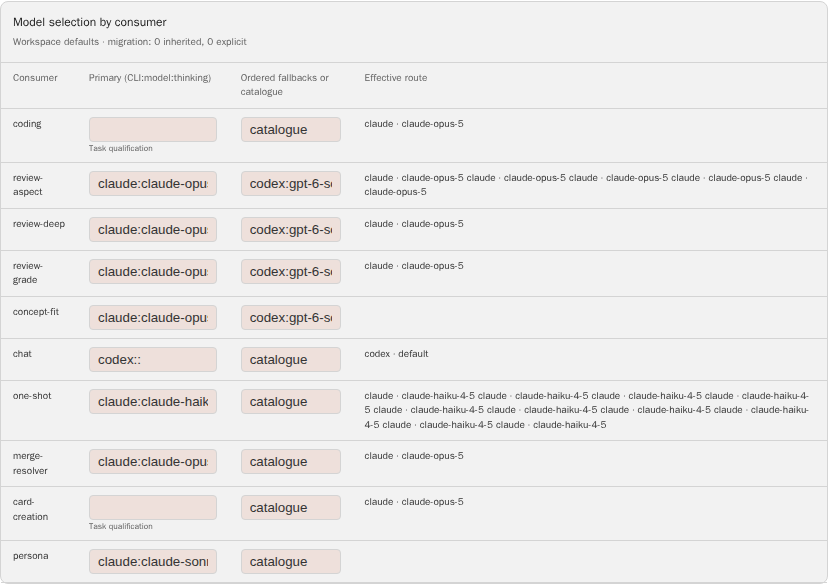 Model selection by consumer
Workspace defaults · migration: 0 inherited, 0 explicit
Consumer
Primary (CLI:model:thinking)
Ordered fallbacks or
catalogue
Effective route
coding
catalogue
claude · claude-opus-5
Task qualification
review-
aspect
claude:claude-opu
codex:gpt-6-s
claude · claude-opus-5 claude · claude-opus-5 claude · claude-opus-5 claude · claude-opus-5 claude ·
claude-opus-5
review-deep
claude:claude-opu
codex:gpt-6-s
claude · claude-opus-5
review-
grade
claude:claude-opu
codex:gpt-6-s
claude · claude-opus-5
concept-fit
claude:claude-opu
codex:gpt-6-s
chat
codex::
catalogue
codex · default
one-shot
claude:claude-haik
catalogue
claude · claude-haiku-4-5 claude · claude-haiku-4-5 claude · claude-haiku-4-5 claude · claude-haiku-4-
5 claude · claude-haiku-4-5 claude · claude-haiku-4-5 claude · claude-haiku-4-5 claude · claude-haiku-
4-5 claude · claude-haiku-4-5 claude · claude-haiku-4-5
merge-
resolver
claude:claude-opu
catalogue
claude · claude-opus-5
card-
creation
catalogue
claude · claude-opus-5
Task qualification
persona
claude:claude-son
catalogue